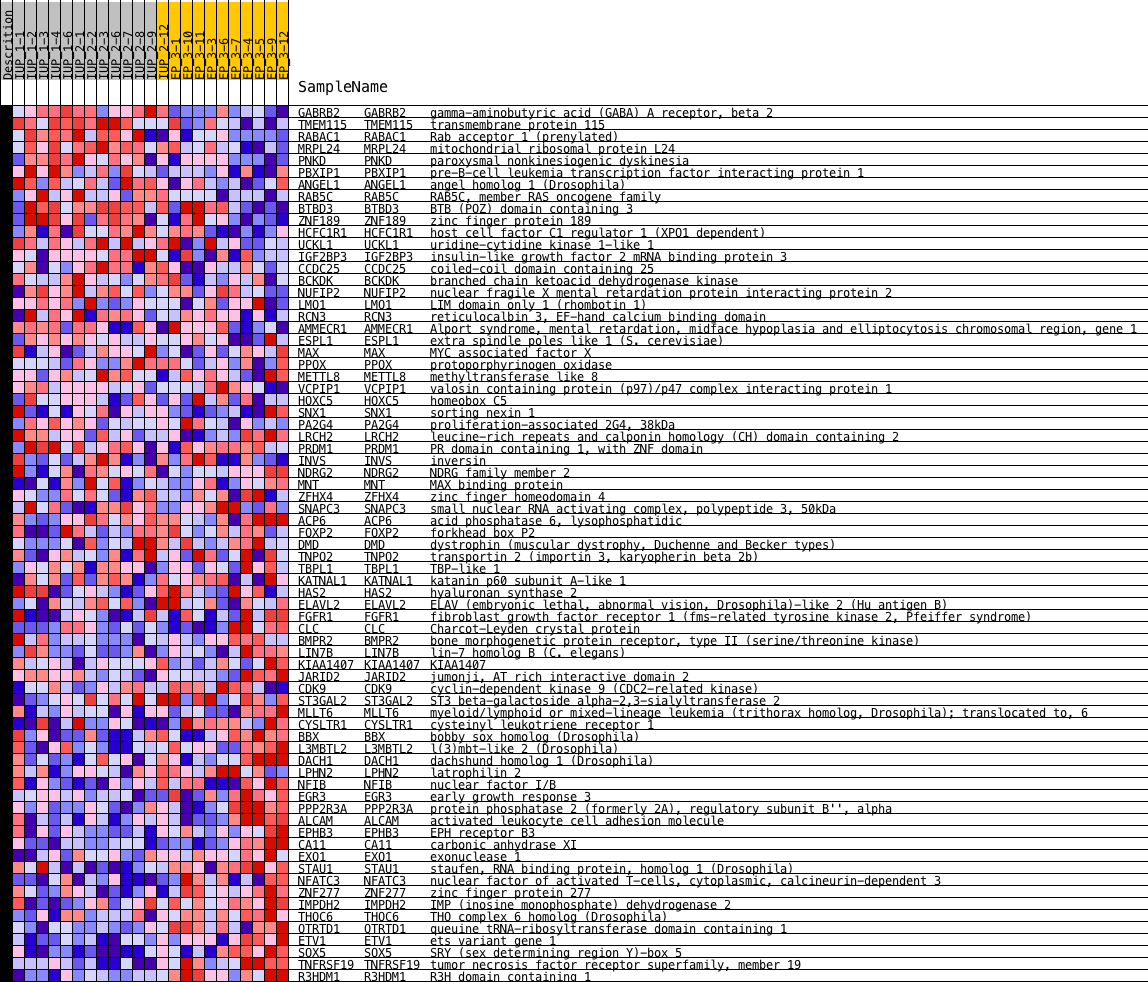 Descrition
IUP_1-1
IUP_1-2
IUP_1-3
IUP_1-4
IUP_1-6
IUP_2-1
IUP_2-2
IUP_2-3
IUP_2-6
IUP_2-7
IUP_2-8
IUP_2-9
IUP_2-12
EP_3-1
EP_3-10
EP_3-11
EP_3-3
EP_3-6
EP_3-7
EP_3-4
EP_3-5
EP_3-9
EP_3-12
SampleName
GABRB2 GABRB2 gamma-aminobutyric acid (GABA) A receptor, beta 2
TMEM115 TMEM115 transmembrane protein 115
RABAC1 RABAC1 Rab acceptor 1 (prenylated)
MRPL24 MRPL24 mitochondrial ribosomal protein L24
PNKD PNKD paroxysmal nonkinesiogenic dyskinesia
PBXIP1 PBXIP1 pre-B-cell leukemia transcription factor interacting protein 1
ANGEL1 ANGEL1 angel homolog 1 (Drosophila)
RAB5C RAB5C RAB5C, member RAS oncogene family
BTBD3 BTBD3 BTB (POZ) domain containing 3
ZNF189 ZNF189 zinc finger protein 189
HCFC1R1 HCFC1R1 host cell factor C1 regulator 1 (XPO1 dependent)
UCKL1 UCKL1 uridine-cytidine kinase 1-like 1
IGF2BP3 IGF2BP3 insulin-like growth factor 2 mRNA binding protein 3
CCDC25 CCDC25 coiled-coil domain containing 25
BCKDK BCKDK branched chain ketoacid dehydrogenase kinase
NUFIP2 NUFIP2 nuclear fragile X mental retardation protein interacting protein 2
LMO1 LMO1 LIM domain only 1 (rhombotin 1)
RCN3 RCN3 reticulocalbin 3, EF-hand calcium binding domain
AMMECR1 AMMECR1 Alport syndrome, mental retardation, midface hypoplasia and elliptocytosis chromosomal region, gene 1
ESPL1 ESPL1 extra spindle poles like 1 (S. cerevisiae)
MAX MAX MYC associated factor X
PPOX PPOX protoporphyrinogen oxidase
METTL8 METTL8 methyltransferase like 8
VCPIP1 VCPIP1 valosin containing protein (p97)/p47 complex interacting protein 1
HOXC5 HOXC5 homeobox C5
SNX1 SNX1 sorting nexin 1
PA2G4 PA2G4 proliferation-associated 2G4, 38kDa
LRCH2 LRCH2 leucine-rich repeats and calponin homology (CH) domain containing 2
PRDM1 PRDM1 PR domain containing 1, with ZNF domain
INVS INVS inversin
NDRG2 NDRG2 NDRG family member 2
MNT MNT MAX binding protein
ZFHX4 ZFHX4 zinc finger homeodomain 4
SNAPC3 SNAPC3 small nuclear RNA activating complex, polypeptide 3, 50kDa
ACP6 ACP6 acid phosphatase 6, lysophosphatidic
FOXP2 FOXP2 forkhead box P2
DMD DMD dystrophin (muscular dystrophy, Duchenne and Becker types)
TNPO2 TNPO2 transportin 2 (importin 3, karyopherin beta 2b)
TBPL1 TBPL1 TBP-like 1
KATNAL1 KATNAL1 katanin p60 subunit A-like 1
HAS2 HAS2 hyaluronan synthase 2
ELAVL2 ELAVL2 ELAV (embryonic lethal, abnormal vision, Drosophila)-like 2 (Hu antigen B)
FGFR1 FGFR1 fibroblast growth factor receptor 1 (fms-related tyrosine kinase 2, Pfeiffer syndrome)
CLC CLC Charcot-Leyden crystal protein
BMPR2 BMPR2 bone morphogenetic protein receptor, type II (serine/threonine kinase)
LIN7B LIN7B lin-7 homolog B (C. elegans)
KIAA1407 KIAA1407 KIAA1407
JARID2 JARID2 jumonji, AT rich interactive domain 2
CDK9 CDK9 cyclin-dependent kinase 9 (CDC2-related kinase)
ST3GAL2 ST3GAL2 ST3 beta-galactoside alpha-2,3-sialyltransferase 2
MLLT6 MLLT6 myeloid/lymphoid or mixed-lineage leukemia (trithorax homolog, Drosophila); translocated to, 6
CYSLTR1 CYSLTR1 cysteinyl leukotriene receptor 1
BBX BBX bobby sox homolog (Drosophila)
L3MBTL2 L3MBTL2 l(3)mbt-like 2 (Drosophila)
DACH1 DACH1 dachshund homolog 1 (Drosophila)
LPHN2 LPHN2 latrophilin 2
NFIB NFIB nuclear factor I/B
EGR3 EGR3 early growth response 3
PPP2R3A PPP2R3A protein phosphatase 2 (formerly 2A), regulatory subunit B'', alpha
ALCAM ALCAM activated leukocyte cell adhesion molecule
EPHB3 EPHB3 EPH receptor B3
CA11 CA11 carbonic anhydrase XI
EXO1 EXO1 exonuclease 1
STAU1 STAU1 staufen, RNA binding protein, homolog 1 (Drosophila)
NFATC3 NFATC3 nuclear factor of activated T-cells, cytoplasmic, calcineurin-dependent 3
ZNF277 ZNF277 zinc finger protein 277
IMPDH2 IMPDH2 IMP (inosine monophosphate) dehydrogenase 2
THOC6 THOC6 THO complex 6 homolog (Drosophila)
QTRTD1 QTRTD1 queuine tRNA-ribosyltransferase domain containing 1
ETV1 ETV1 ets variant gene 1
SOX5 SOX5 SRY (sex determining region Y)-box 5
TNFRSF19 TNFRSF19 tumor necrosis factor receptor superfamily, member 19
R3HDM1 R3HDM1 R3H domain containing 1